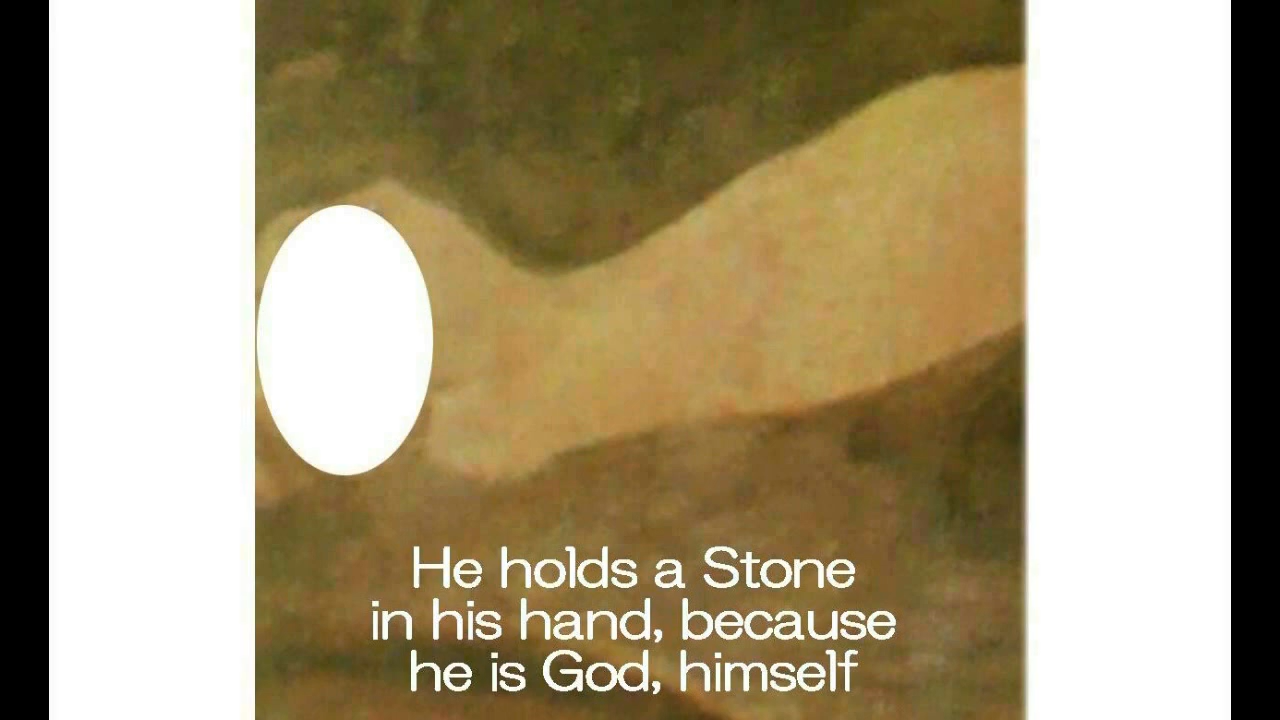 He holds a Stone
in his hand, because
he is God, himself